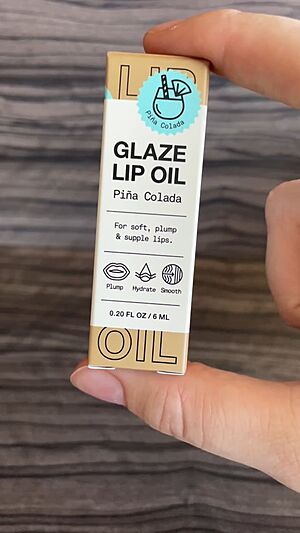 LIP
Piña Colada
GLAZE
LIP OIL
Piña Colada
For soft, plump
& supple lips.
Plump Hydrate Smooth
0.20 FL OZ / 6 ML
OIL